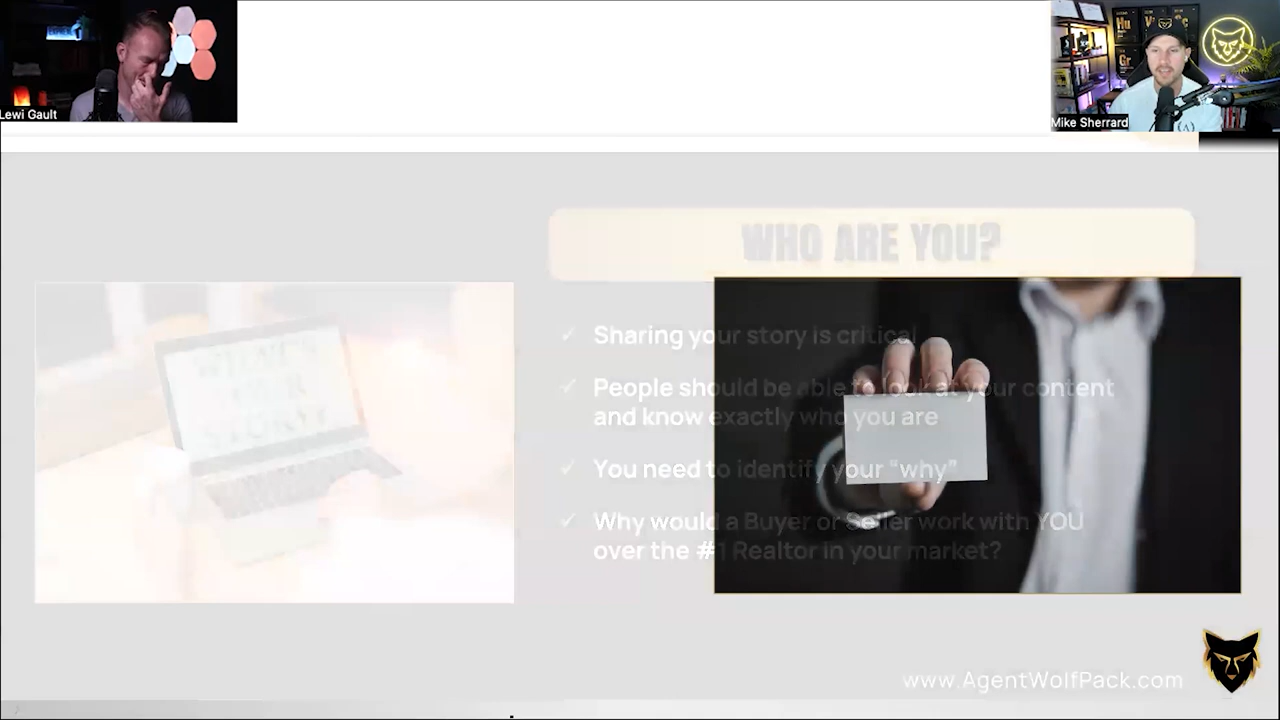 Lewi Gault
Mike Sherrard
Hu
Gr
WHO ARE YOU?
✓ Sharing your story is critical
✓ People should be able at your content
and know exactly who you are
✓ You need to identify your "why"
✓ Why would a Buyer or Seller work with YOU
over the #1 Realtor in your market?
www.AgentWolfPack.com